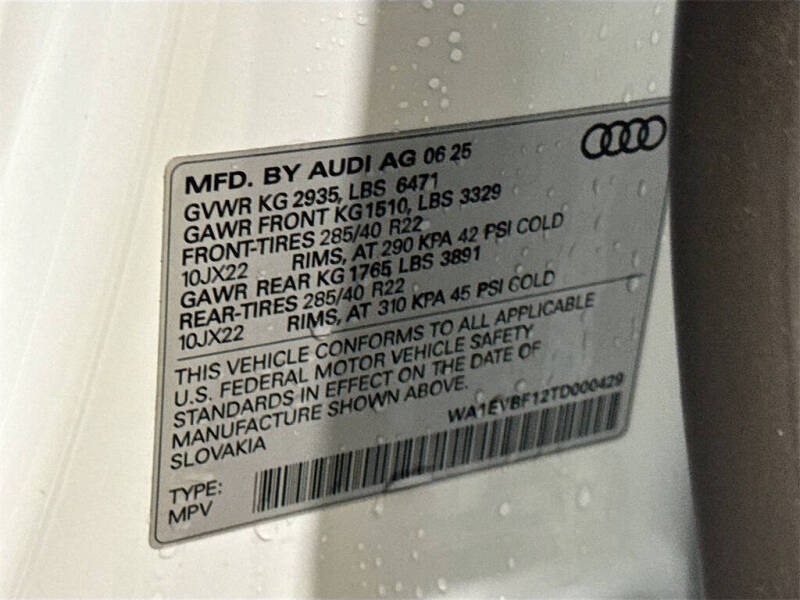 MFD. BY AUDI AG 06 25
GVWR KG 2935, LBS 6471
GAWR FRONT KG1510, LBS 3329
FRONT-TIRES 285/40 R22
10JX22 RIMS, AT 290 KPA 42 PSI COLD
GAWR REAR KG 1765 LBS 3891
REAR-TIRES 285/40 R22
10JX22 RIMS, AT 310 KPA 45 PSI COLD
THIS VEHICLE CONFORMS TO ALL APPLICABLE
U.S. FEDERAL MOTOR VEHICLE SAFETY
STANDARDS IN EFFECT ON THE DATE OF
MANUFACTURE SHOWN ABOVE.
SLOVAKIA
WA1EVBF12TD000429
TYPE:
MPV